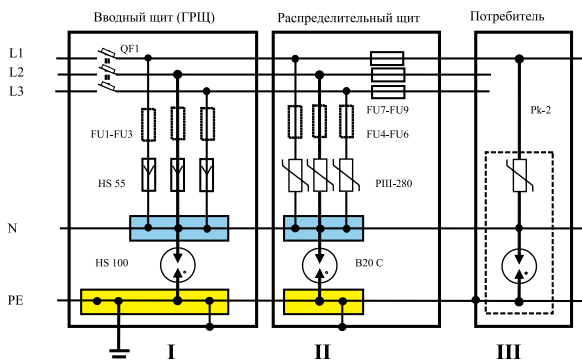 Вводный щит (ГРЩ)
Распределительный щит
Потребитель
L1
QF1
L2
L3
FU7-FU9
Pk-2
FU1-FU3
FU4-FU6
HS 55
PIII-280
N
HS 100
B20 C
PE
I
II
III